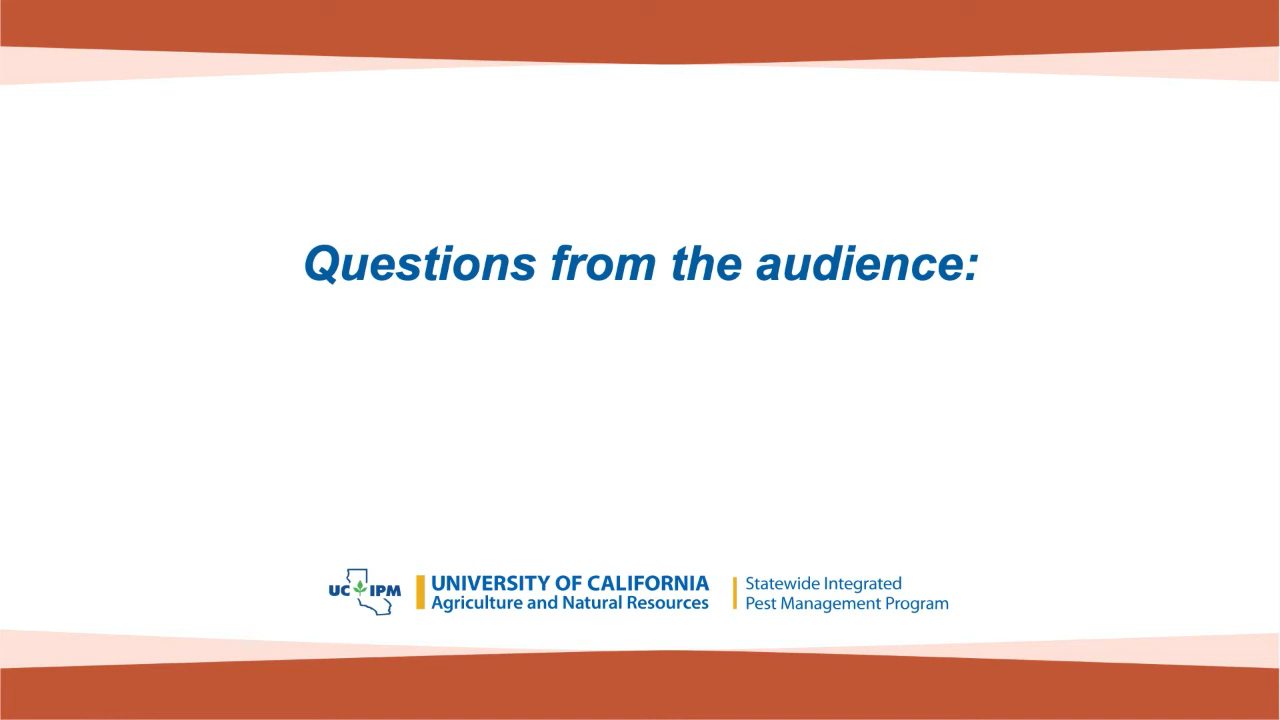 Questions from the audience:
UC IPM
UNIVERSITY OF CALIFORNIA
Agriculture and Natural Resources
Statewide Integrated
Pest Management Program